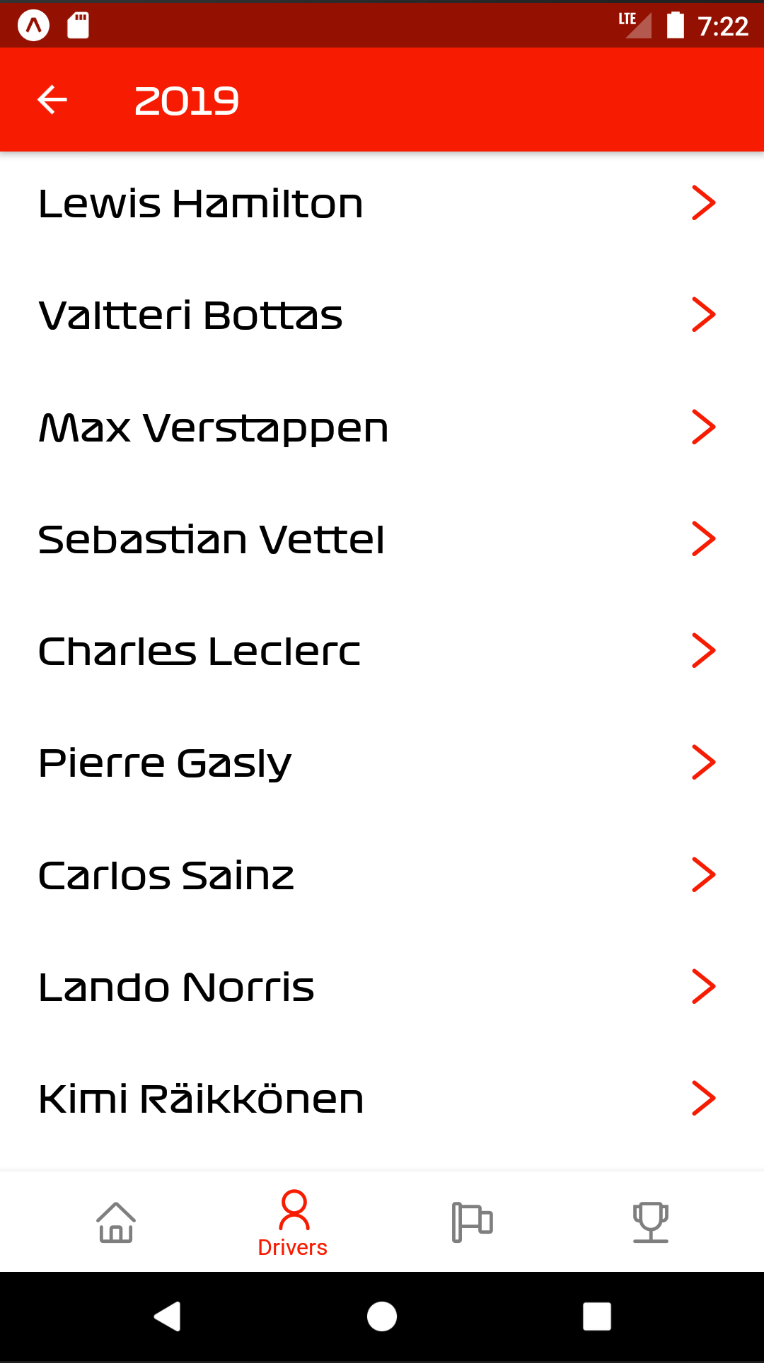 LTE 7:22
2019
Lewis Hamilton
Valtteri Bottas
Max Verstappen
Sebastian Vettel
Charles Leclerc
Pierre Gasly
Carlos Sainz
Lando Norris
Kimi Räikkönen
Drivers